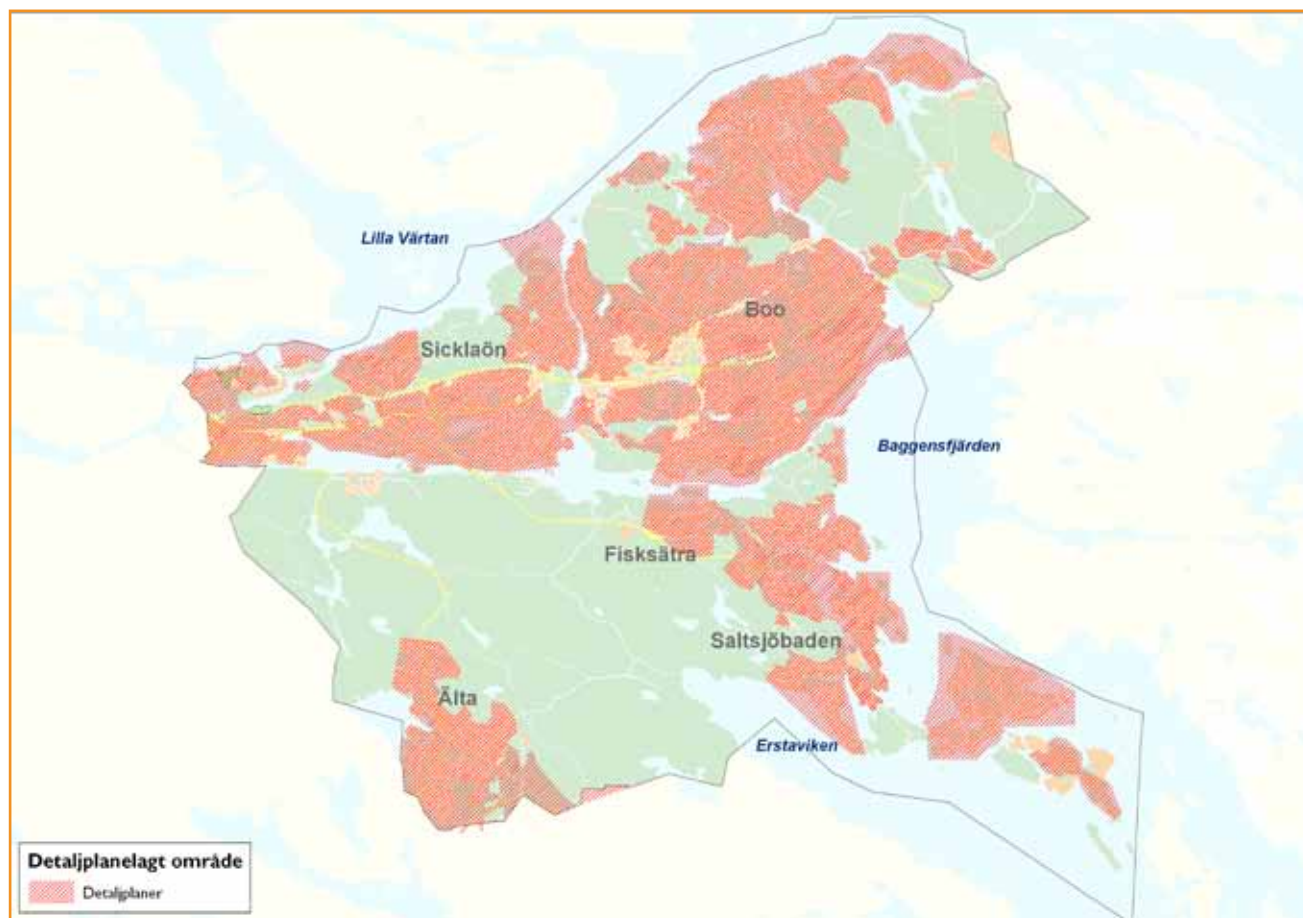 Lilla Värtan
Boo
Sicklaön
Baggensfjärden
Fisksätra
Saltsjöbaden
Älta
Erstaviken
Detaljplanelagt område
Detaljplaner